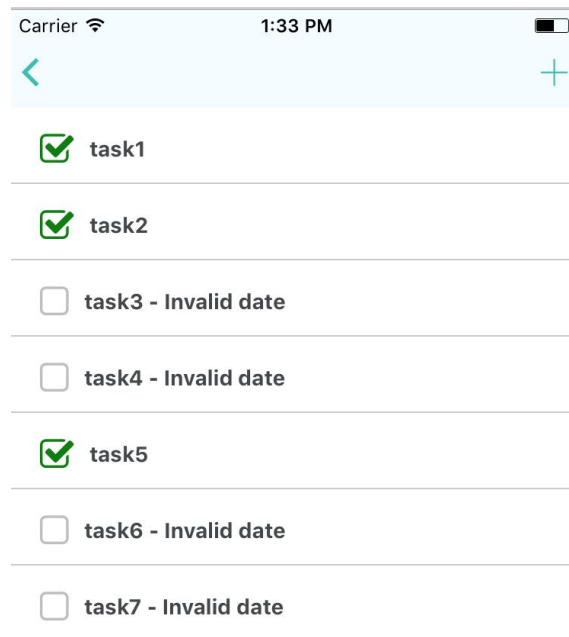 Carrier 1:33 PM
task1
task2
task3 - Invalid date
task4 - Invalid date
task5
task6 - Invalid date
task7 - Invalid date